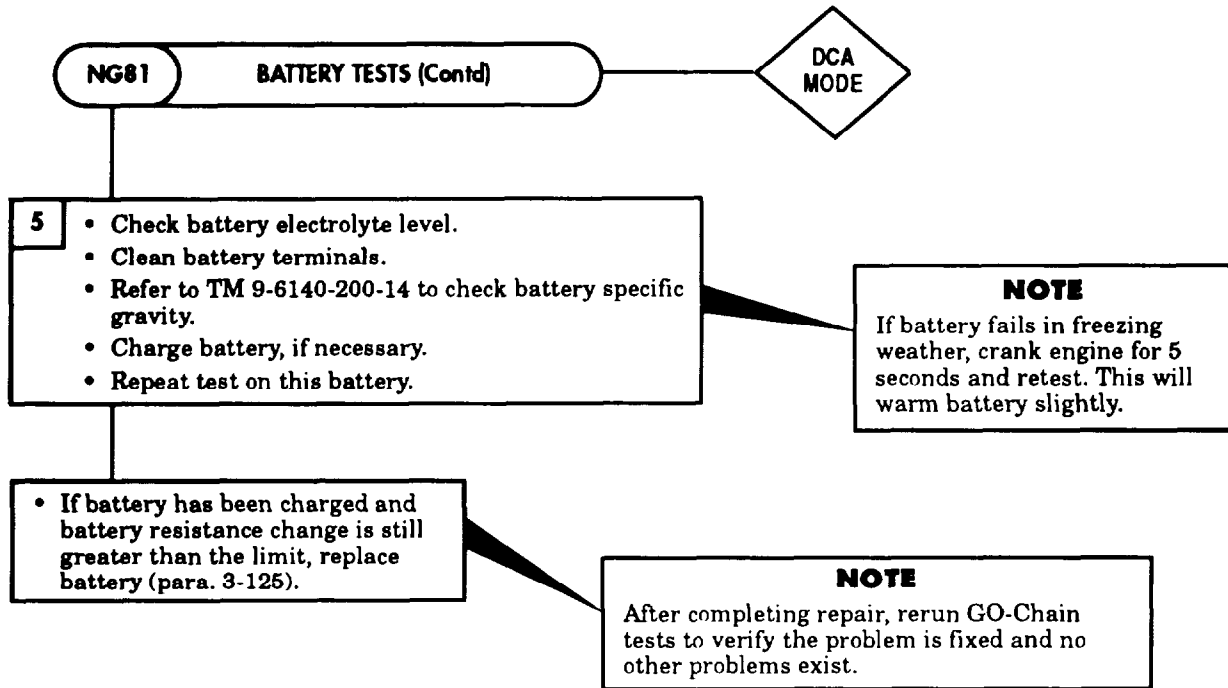 NG81 BATTERY TESTS (Contd)
DCA
MODE
5
• Check battery electrolyte level.
• Clean battery terminals.
• Refer to TM 9-6140-200-14 to check battery specific
gravity.
• Charge battery, if necessary.
• Repeat test on this battery.
NOTE
If battery fails in freezing
weather, crank engine for 5
seconds and retest. This will
warm battery slightly.
• If battery has been charged and
battery resistance change is still
greater than the limit, replace
battery (para. 3-125).
NOTE
After completing repair, rerun GO-Chain
tests to verify the problem is fixed and no
other problems exist.